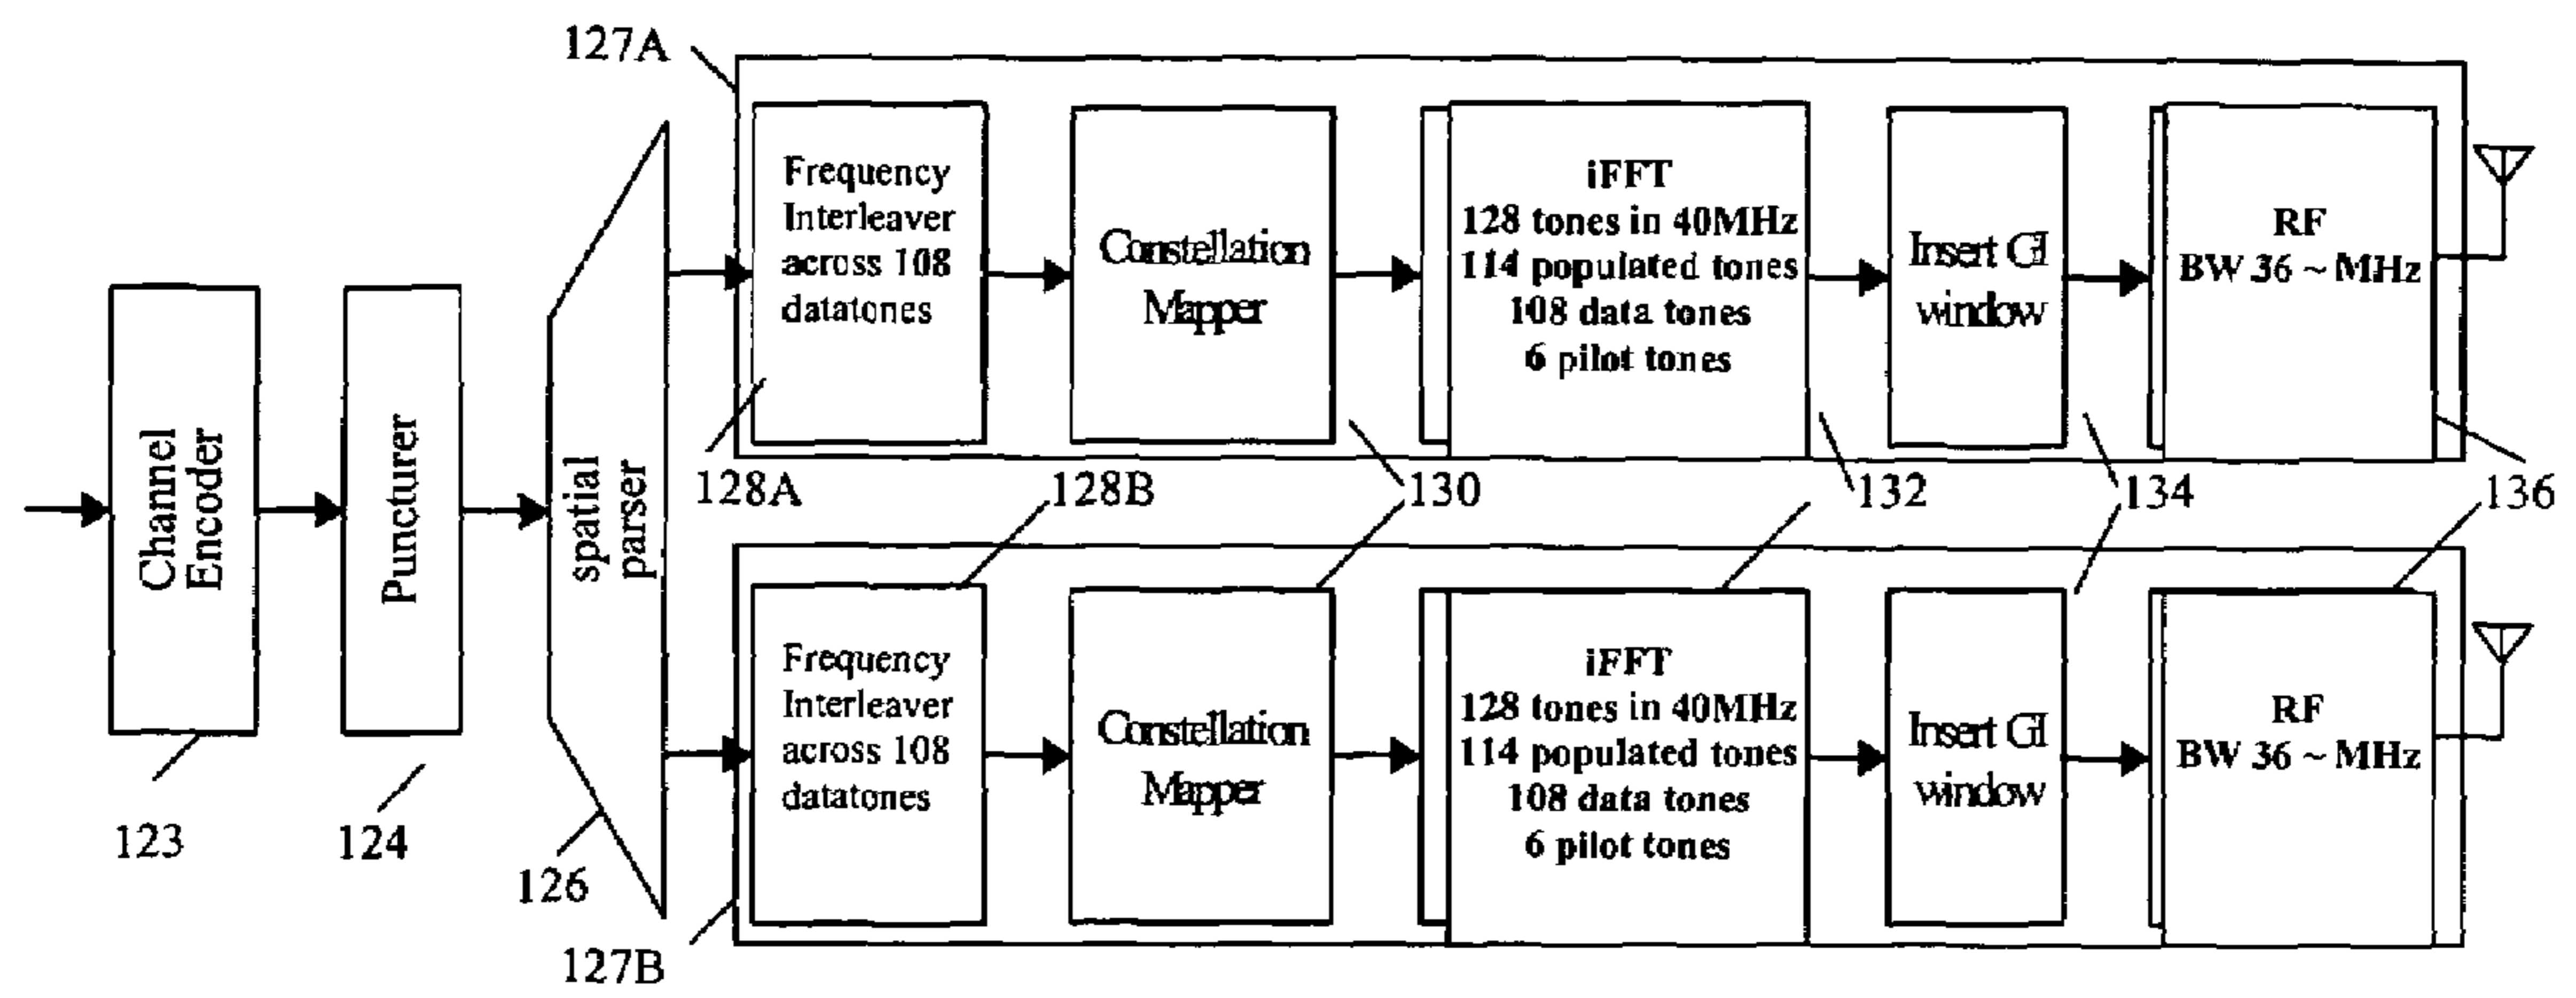 127A
Frequency
Interleaver
across 108
datatones
Constellation
Mapper
iFFT
128 tones in 40MHz
114 populated tones
108 data tones
6 pilot tones
Insert GI
window
RF
BW 36 ~ MHz
Channel
Encoder
Puncturer
spatial
parser
128A
128B
130
132
134
136
123
124
126
127B
Frequency
Interleaver
across 108
datatones
Constellation
Mapper
iFFT
128 tones in 40MHz
114 populated tones
108 data tones
6 pilot tones
Insert GI
window
RF
BW 36 ~ MHz